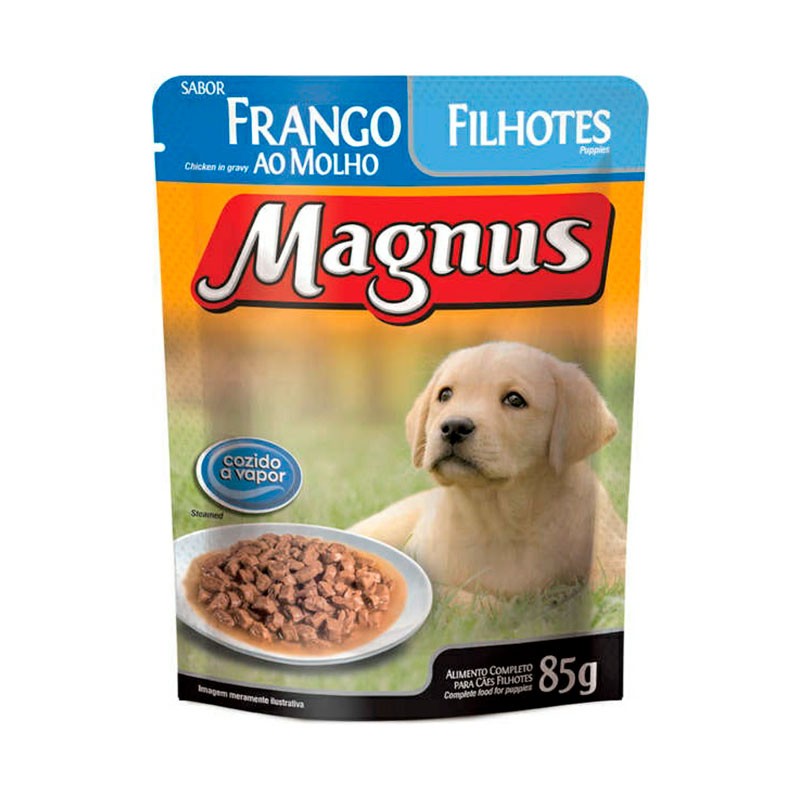 SABOR
FRANGO
Chicken in gravy AO MOLHO
FILHOTES
Puppies
Magnus
cozido
a vapor
Steamed
ALIMENTO COMPLETO
PARA CÃES FILHOTES
Complete food for puppies
85g
Imagem meramente ilustrativa